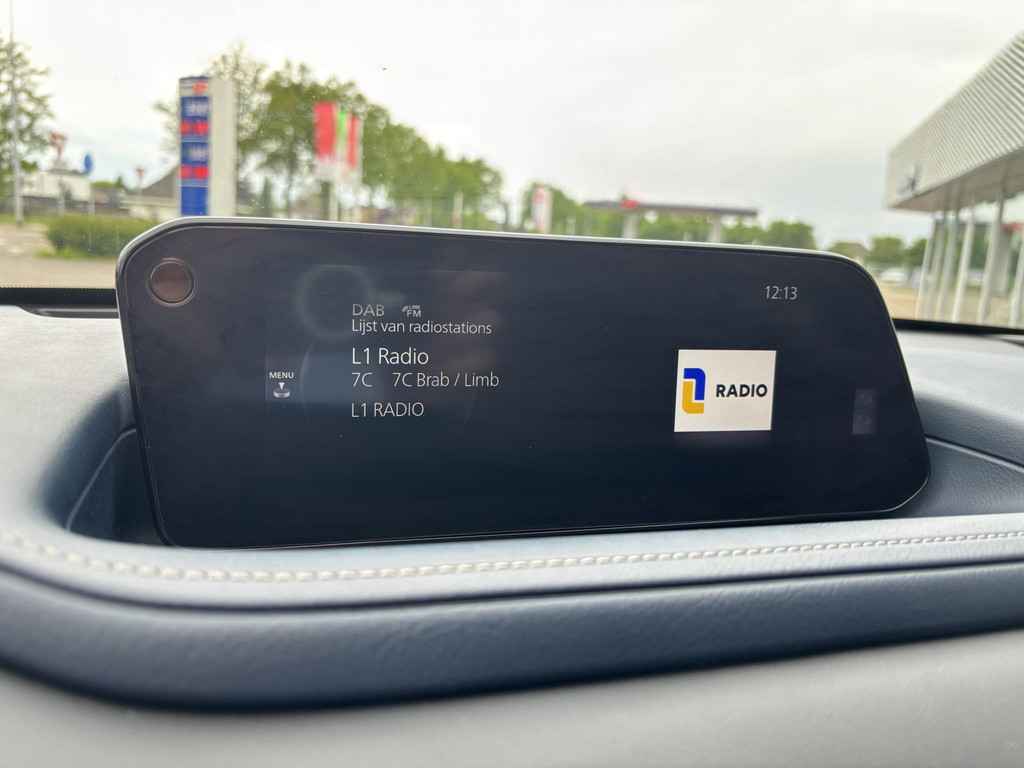 12:13
DAB FM
Lijst van radiostations
L1 Radio
7C 7C Brab / Limb
L1 RADIO
MENU
RADIO